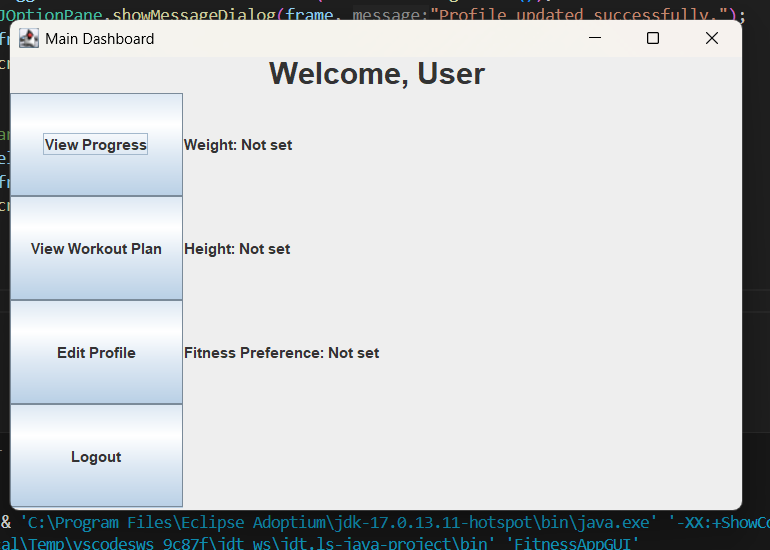 JOptionPane.showMessageDialog(frame, message:"Profile updated successfully.");
Main Dashboard
Welcome, User
View Progress
Weight: Not set
View Workout Plan
Height: Not set
Edit Profile
Fitness Preference: Not set
Logout
& 'C:\Program Files\Eclipse Adoptium\jdk-17.0.13.11-hotspot\bin\java.exe' '-XX:+ShowCo
al\Temp\vscodesws_9c87f\jdt_ws\jdt.ls-java-project\bin' 'FitnessAppGUI'